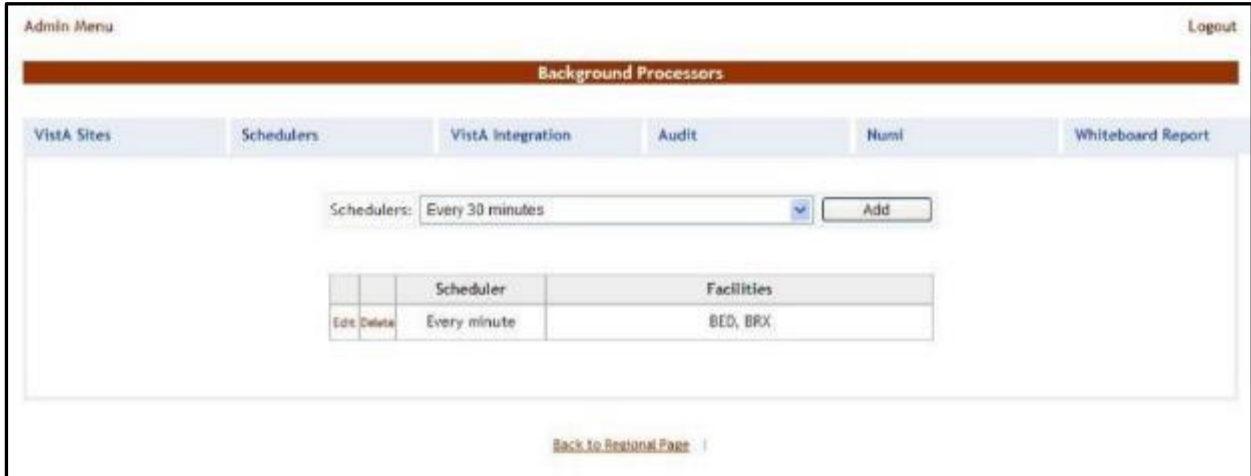 Admin Menu Logout
Background Processors
VistA Sites Schedulers VistA Integration Audit Numi Whiteboard Report
Schedulers: Every 30 minutes Add
Scheduler Facilities
Edit Delete Every minute BED, BRX
Back to Regional Page |